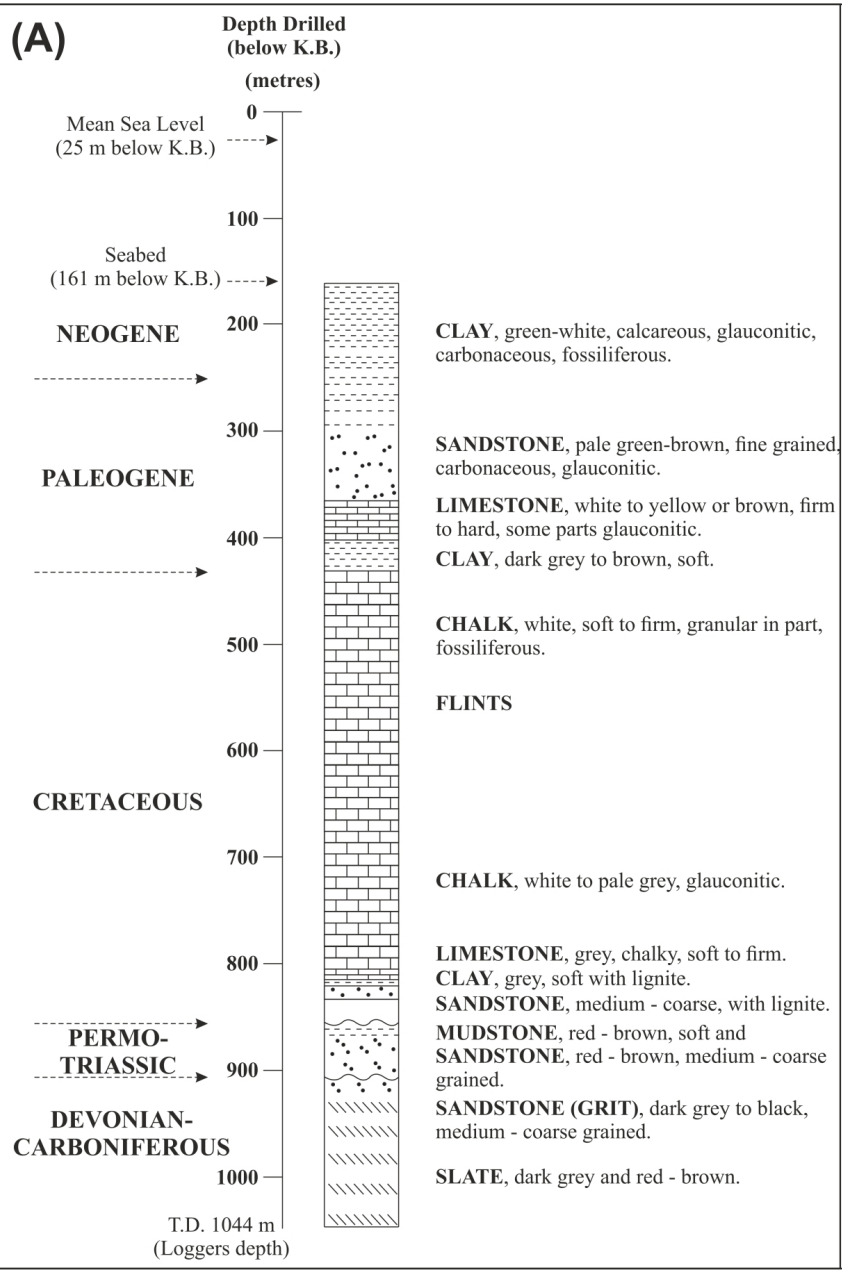 (A)
Depth Drilled
(below K.B.)
(metres)
0
Mean Sea Level
(25 m below K.B.)
100
Seabed
(161 m below K.B.)
200
NEOGENE
CLAY, green-white, calcareous, glauconitic,
carbonaceous, fossiliferous.
300
SANDSTONE, pale green-brown, fine grained,
carbonaceous, glauconitic.
PALEOGENE
LIMESTONE, white to yellow or brown, firm
to hard, some parts glauconitic.
400
CLAY, dark grey to brown, soft.
CHALK, white, soft to firm, granular in part,
fossiliferous.
500
FLINTS
600
CRETACEOUS
700
CHALK, white to pale grey, glauconitic.
LIMESTONE, grey, chalky, soft to firm.
800
CLAY, grey, soft with lignite.
SANDSTONE, medium - coarse, with lignite.
PERMO-
TRIASSIC
MUDSTONE, red - brown, soft and
SANDSTONE, red - brown, medium - coarse
grained.
900
DEVONIAN-
CARBONIFEROUS
SANDSTONE (GRIT), dark grey to black,
medium - coarse grained.
1000
SLATE, dark grey and red - brown.
T.D. 1044 m
(Loggers depth)